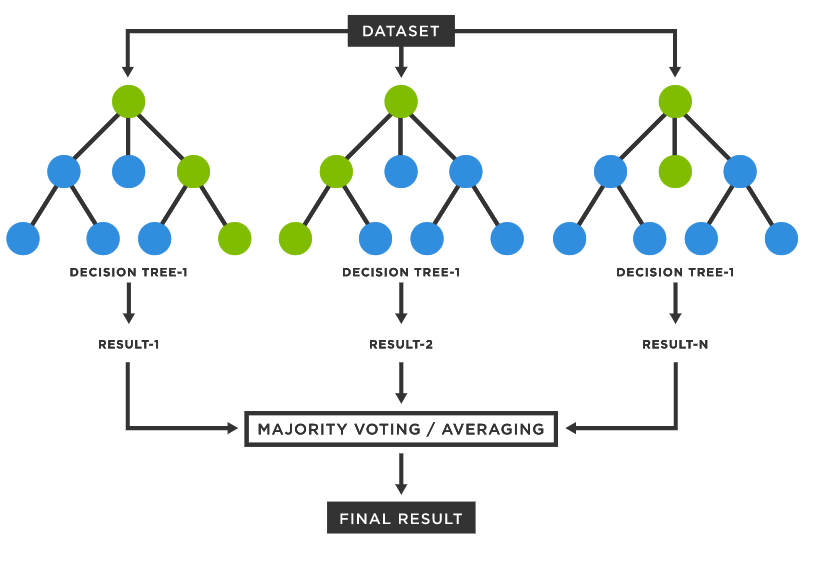 DATASET
DECISION TREE-1
DECISION TREE-1
DECISION TREE-1
RESULT-1
RESULT-2
RESULT-N
MAJORITY VOTING / AVERAGING
FINAL RESULT